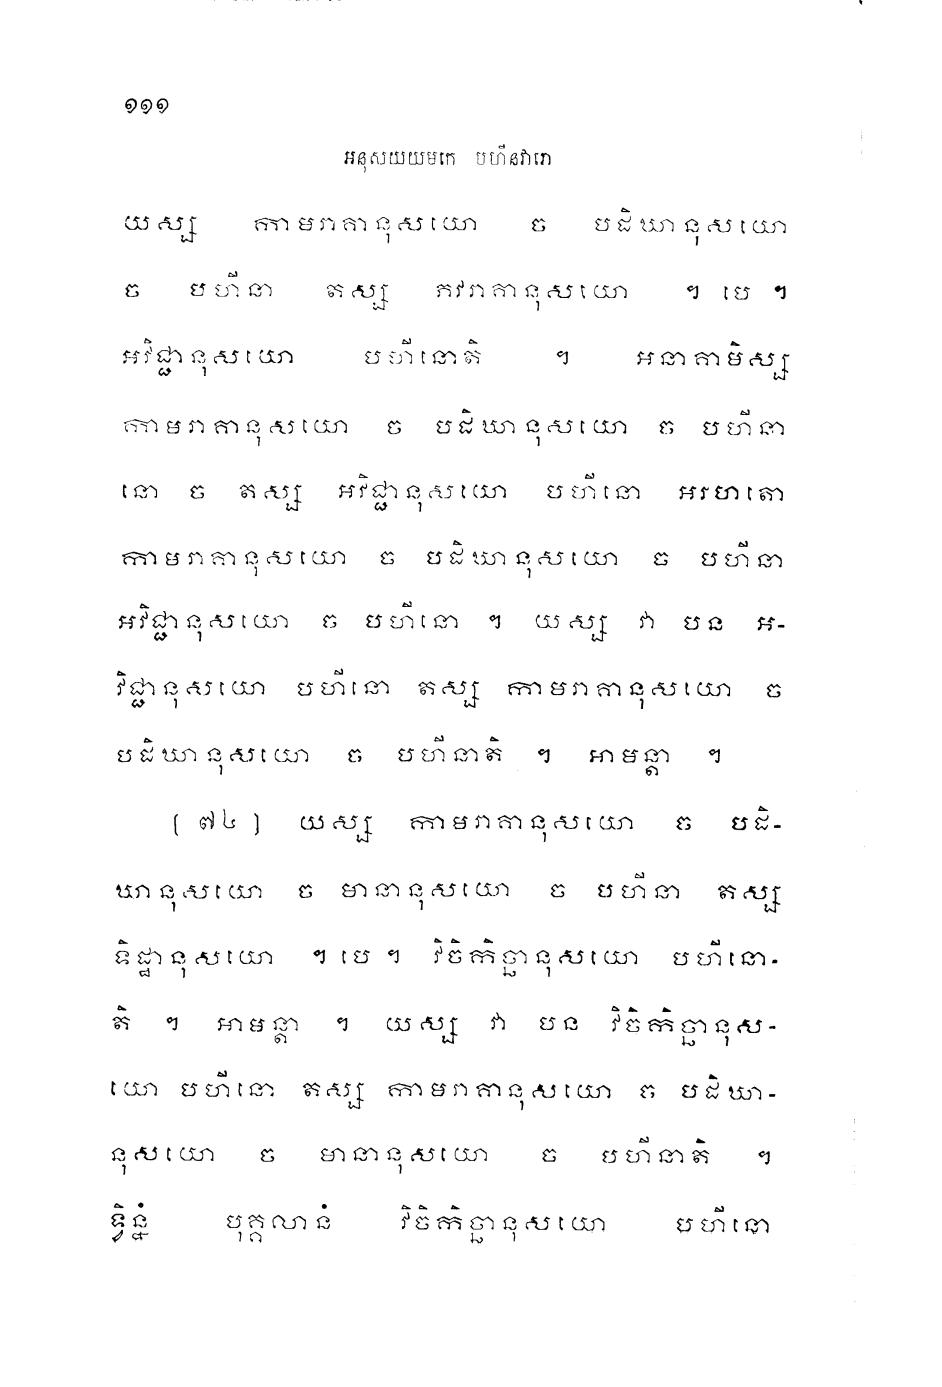 ១១១
អនុសយយមកេ បហីនវារោ
យស្ស កាមរាគានុសយោ ច បដិឃានុសយោ
ច បហីនា តស្ស ភវរាគានុសយោ ។ បេ ។
អវិជ្ជានុសយោ បហីនោតិ ។ អនាគាមិស្ស
កាមរាគានុសយោ ច បដិឃានុសយោ ច បហីនា
នោ ច តស្ស អវិជ្ជានុសយោ បហីនោ អរហតោ
កាមរាគានុសយោ ច បដិឃានុសយោ ច បហីនា
អវិជ្ជានុសយោ ច បហីនោ ។ យស្ស វា បន អ-
វិជ្ជានុសយោ បហីនោ តស្ស កាមរាគានុសយោ ច
បដិឃានុសយោ ច បហីនាតិ ។ អាមន្តា ។
[ ៧៤ ] យស្ស កាមរាគានុសយោ ច បដិ-
ឃានុសយោ ច មានានុសយោ ច បហីនា តស្ស
ទិដ្ឋានុសយោ ។ បេ ។ វិចិកិច្ឆានុសយោ បហីនោ-
តិ ។ អាមន្តា ។ យស្ស វា បន វិចិកិច្ឆានុស-
យោ បហីនោ តស្ស កាមរាគានុសយោ ច បដិឃា-
នុសយោ ច មានានុសយោ ច បហីនាតិ ។
ទ្វិន្នំ បុគ្គលានំ វិចិកិច្ឆានុសយោ បហីនោ